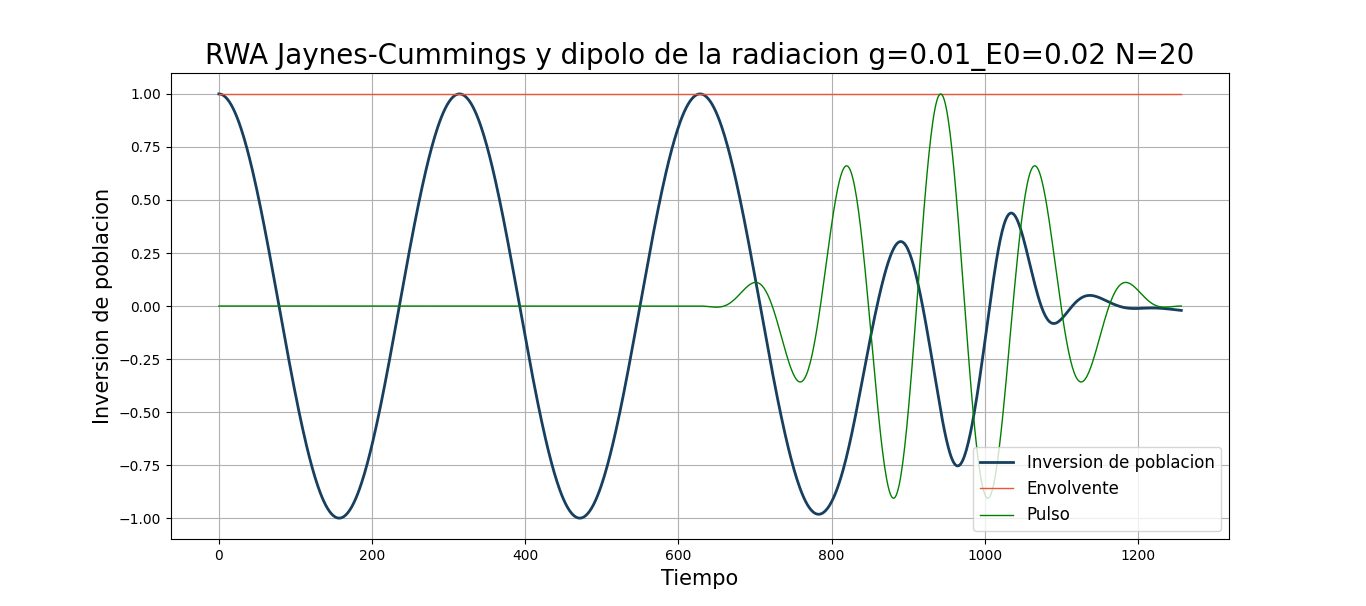 RWA Jaynes-Cummings y dipolo de la radiacion g=0.01_E0=0.02 N=20
Inversion de poblacion
1.00
0.75
0.50
0.25
0.00
−0.25
−0.50
−0.75
−1.00
Inversion de poblacion
Envolvente
Pulso
0 200 400 600 800 1000 1200
Tiempo